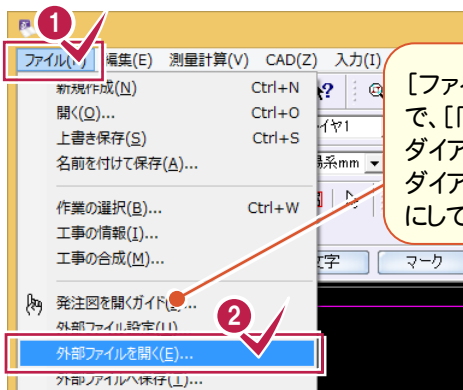 1
ファイル(F) 編集(E) 測量計算(V) CAD(Z) 入力(I)
新規作成(N) Ctrl+N
開く(O)... Ctrl+O
上書き保存(S) Ctrl+S
名前を付けて保存(A)...
作業の選択(B)... Ctrl+W
工事の情報(I)...
工事の合成(M)...
発注図を開くガイド
2
外部ファイル設定(U)
外部ファイルを開く(E)...
外部ファイルへ保存(T)...
イヤ1
系mm
文字 マーク
[ファイ
で、[「
ダイア
ダイア
にして